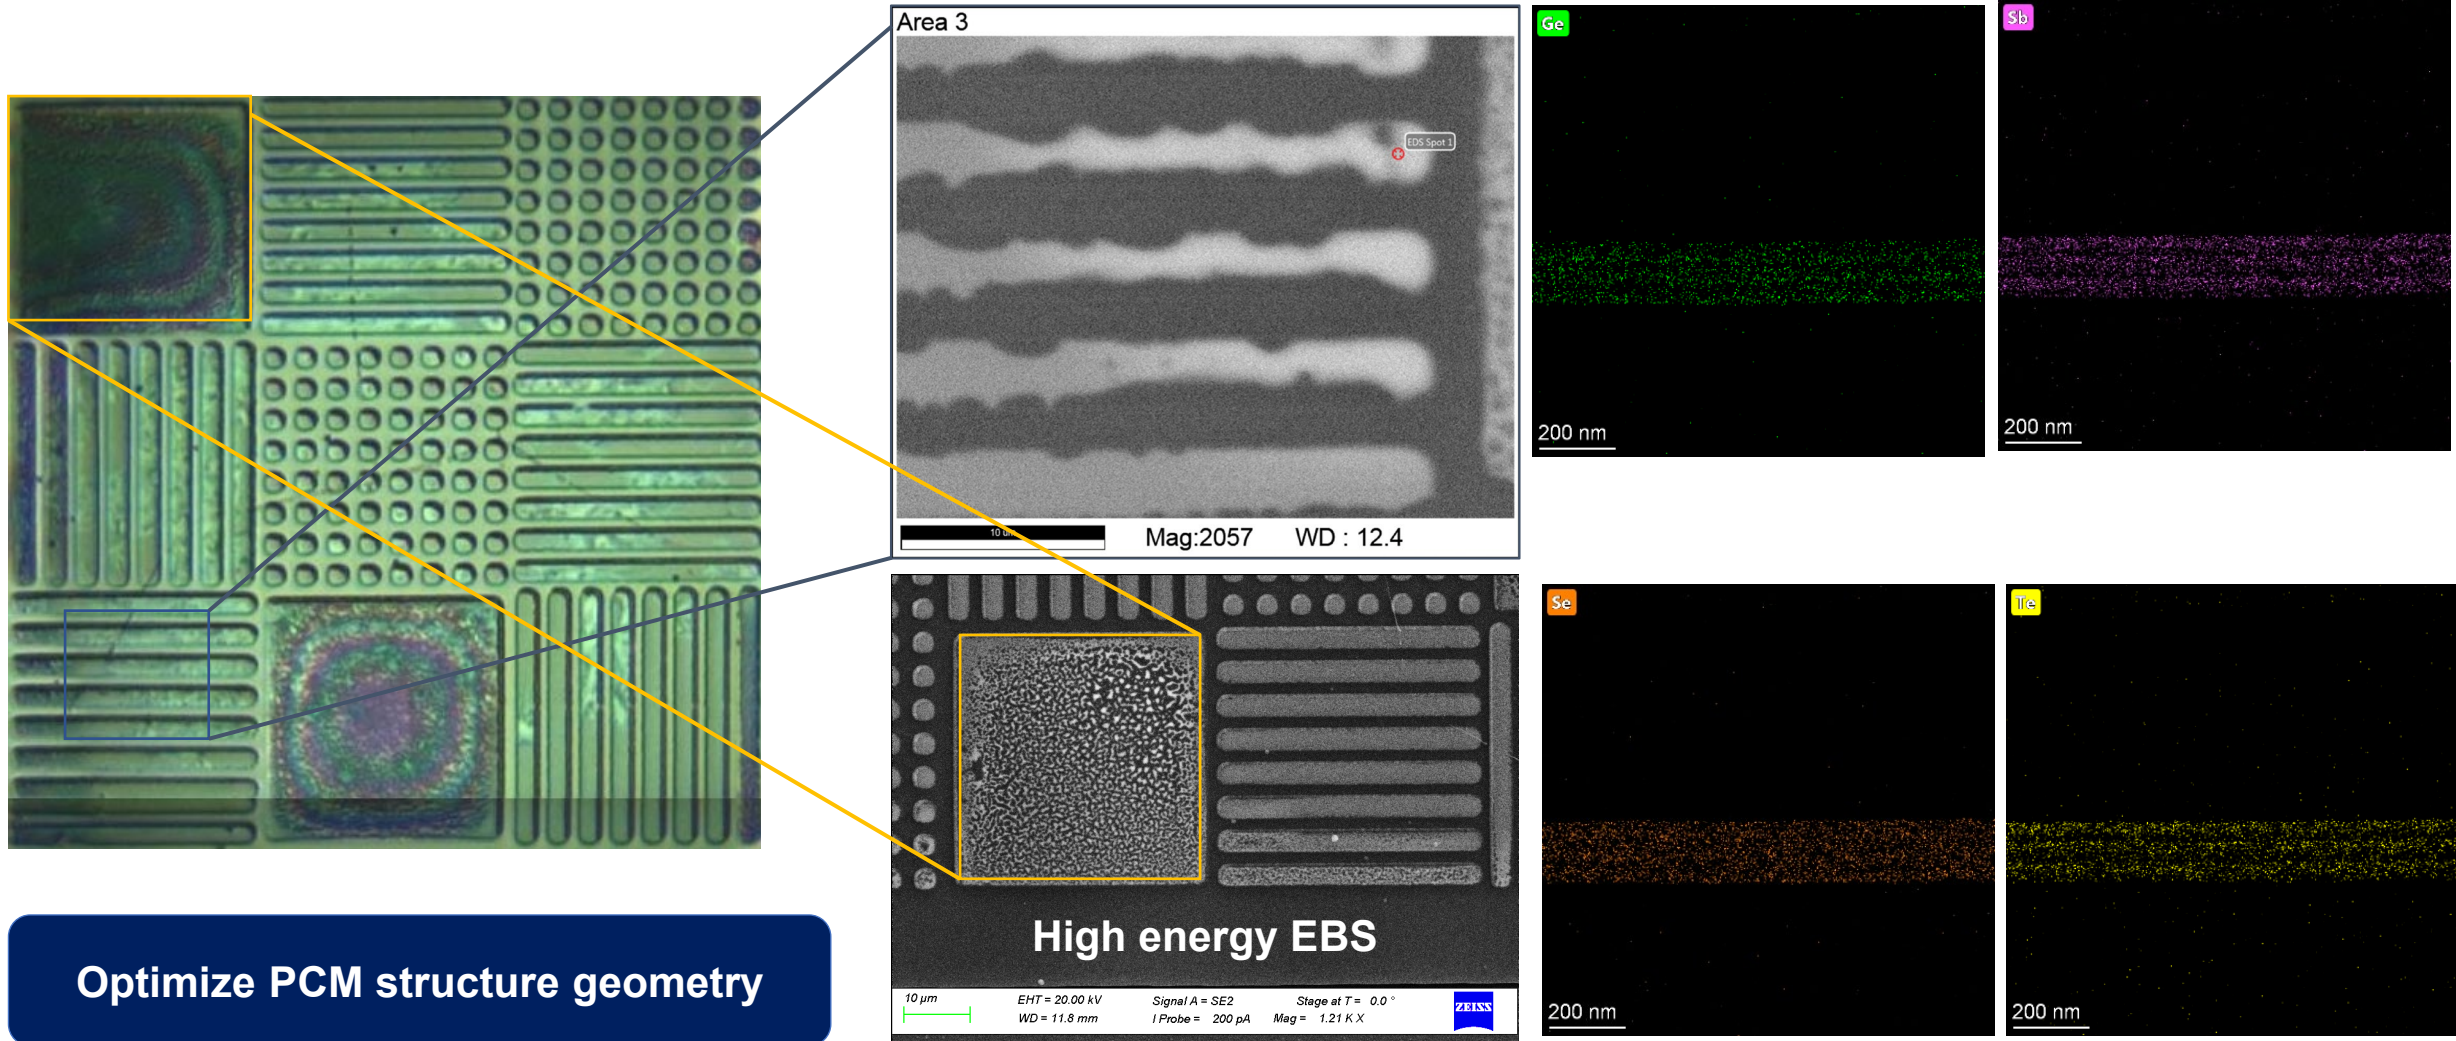 Area 3
EDS Spot 1
10 um
Mag:2057 WD : 12.4
Ge
Sb
200 nm
200 nm
Se
Te
200 nm
200 nm
High energy EBS
10 µm
EHT = 20.00 kV Signal A = SE2 Stage at T = 0.0 °
WD = 11.8 mm I Probe = 200 pA Mag = 1.21 K X
ZEISS
Optimize PCM structure geometry